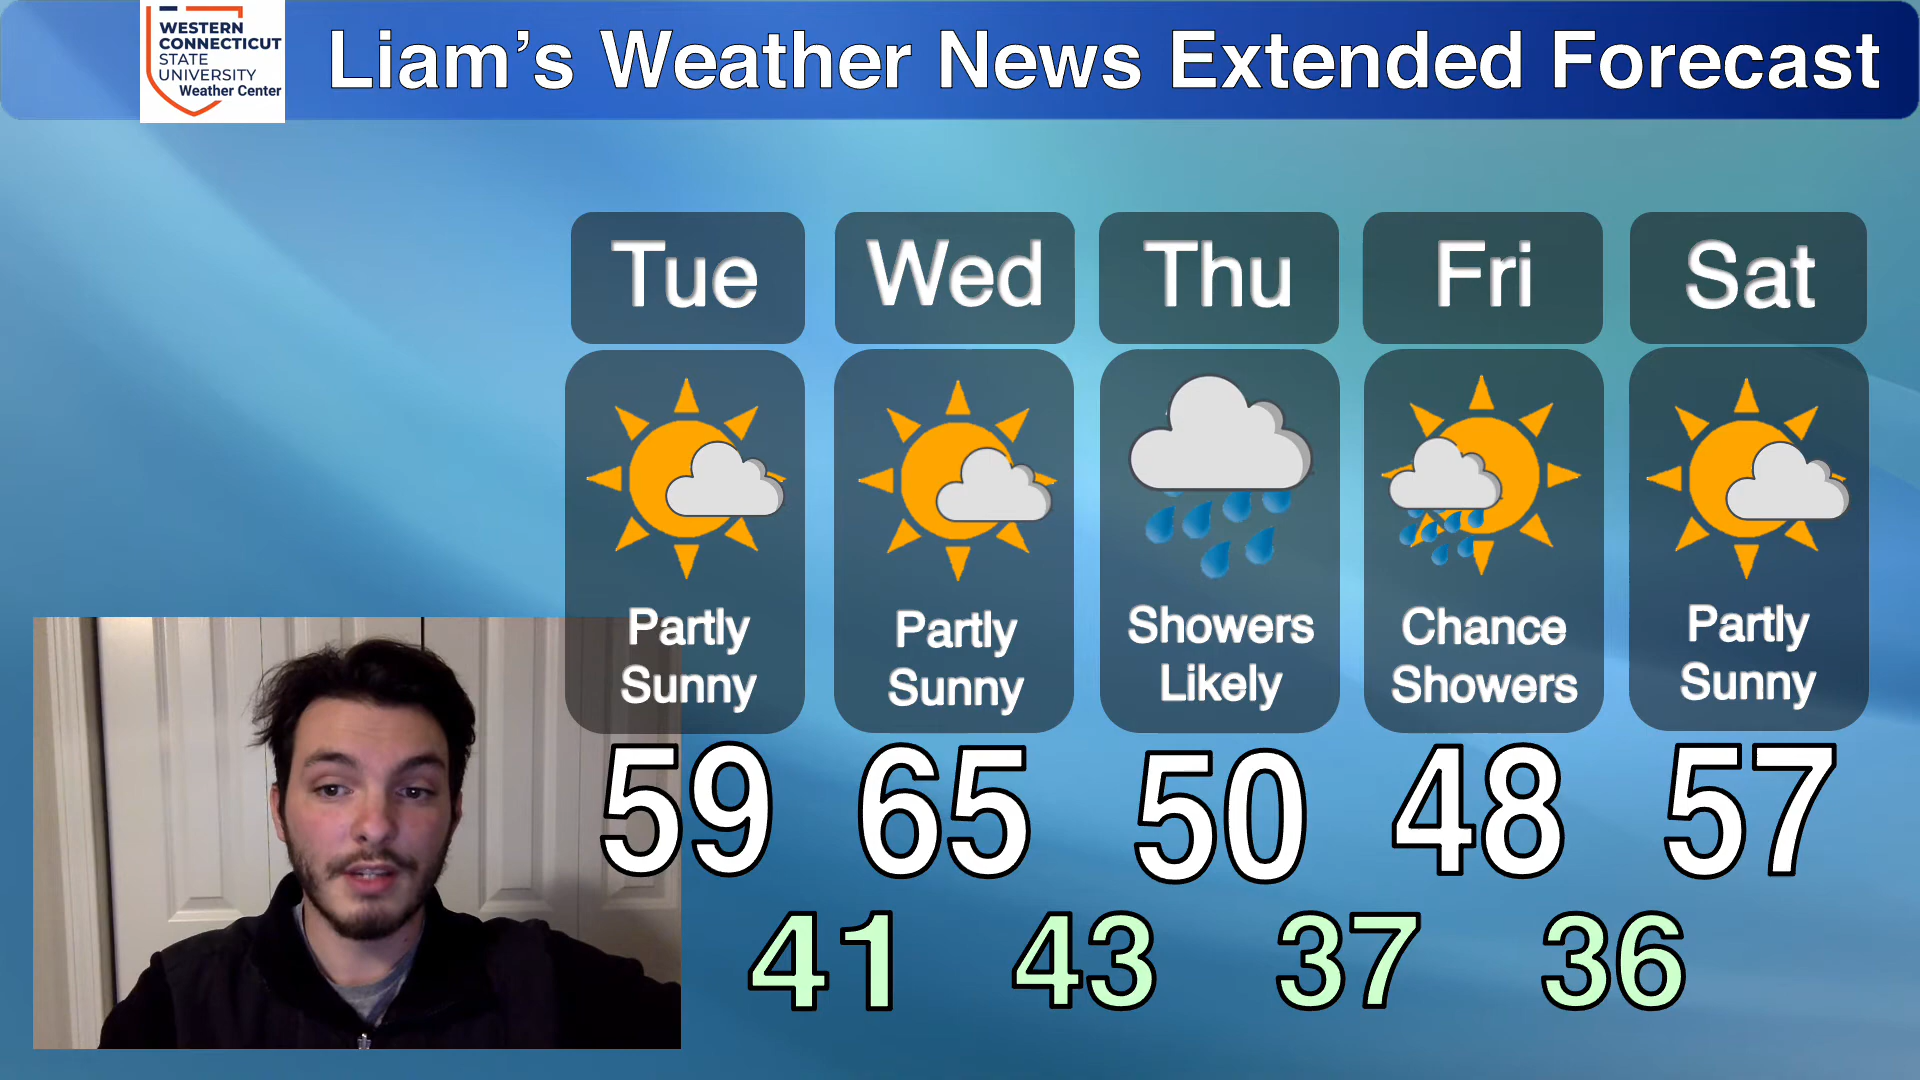 WESTERN
CONNECTICUT
STATE
UNIVERSITY
Weather Center
Liam's Weather News Extended Forecast
Tue Wed Thu Fri Sat
Partly Partly Showers Chance Partly
Sunny Sunny Likely Showers Sunny
59 65 50 48 57
41 43 37 36